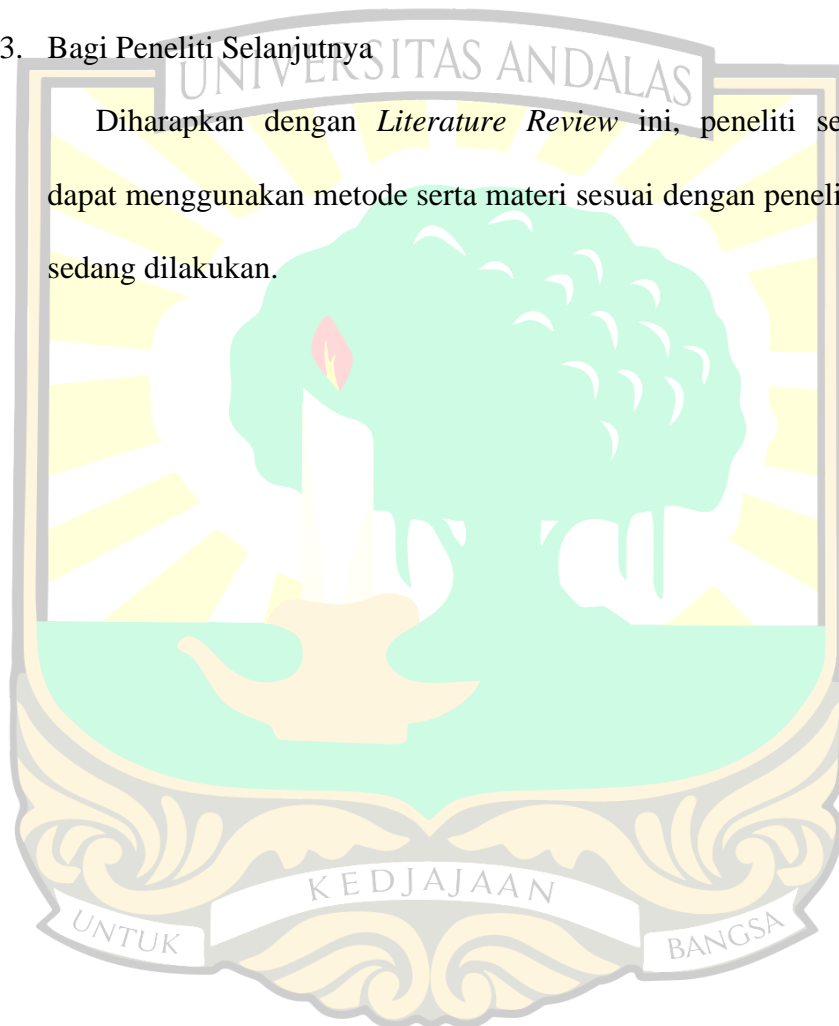 3. Bagi Peneliti Selanjutnya
UNIVERSITAS ANDALAS
Diharapkan dengan Literature Review ini, peneliti se
dapat menggunakan metode serta materi sesuai dengan peneli
sedang dilakukan.
KEDJAJAAN
UNTUK
BANGSA